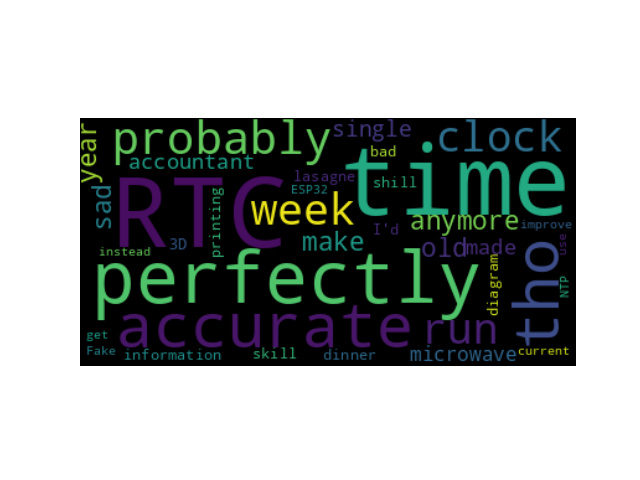 probably
single
clock
year
accountant
bad
time
lasagne
shill
RTC
ESP32
week
sad
printing
I'd
anymore
improve
3D
make
old
made
use
instead
perfectly
diagram
tho
NTP
accurate
run
get
Fake
information
skill
dinner
microwave
current